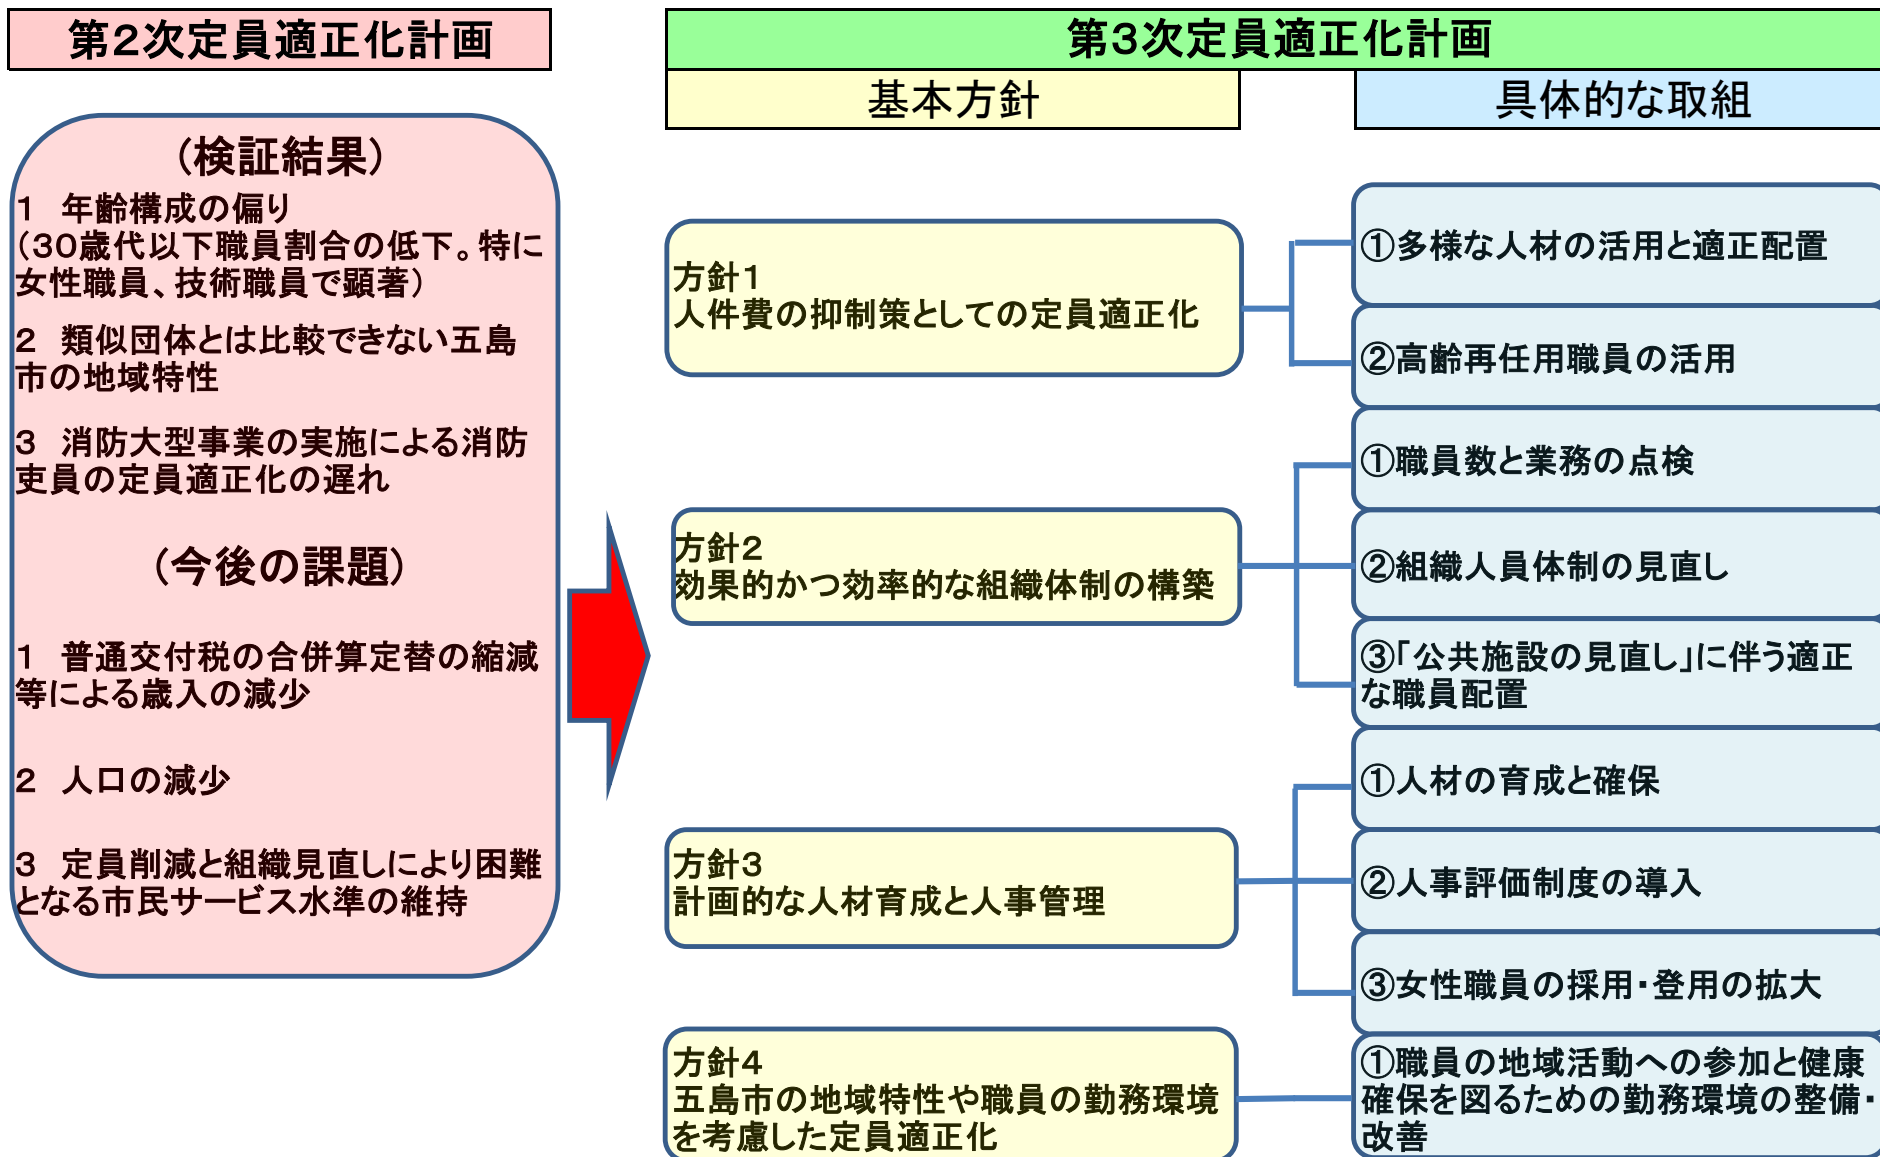 第２次定員適正化計画
（検証結果）
１　年齢構成の偏り
（３０歳代以下職員割合の低下。特に
女性職員、技術職員で顕著）
２　類似団体とは比較できない五島
市の地域特性
３　消防大型事業の実施による消防
吏員の定員適正化の遅れ
（今後の課題）
１　普通交付税の合併算定替の縮減
等による歳入の減少
２　人口の減少
３　定員削減と組織見直しにより困難
となる市民サービス水準の維持
第３次定員適正化計画
基本方針
具体的な取組
方針１
人件費の抑制策としての定員適正化
①多様な人材の活用と適正配置
②高齢再任用職員の活用
方針２
効果的かつ効率的な組織体制の構築
①職員数と業務の点検
②組織人員体制の見直し
③「公共施設の見直し」に伴う適正
な職員配置
方針３
計画的な人材育成と人事管理
①人材の育成と確保
②人事評価制度の導入
③女性職員の採用・登用の拡大
方針４
五島市の地域特性や職員の勤務環境
を考慮した定員適正化
①職員の地域活動への参加と健康
確保を図るための勤務環境の整備・
改善